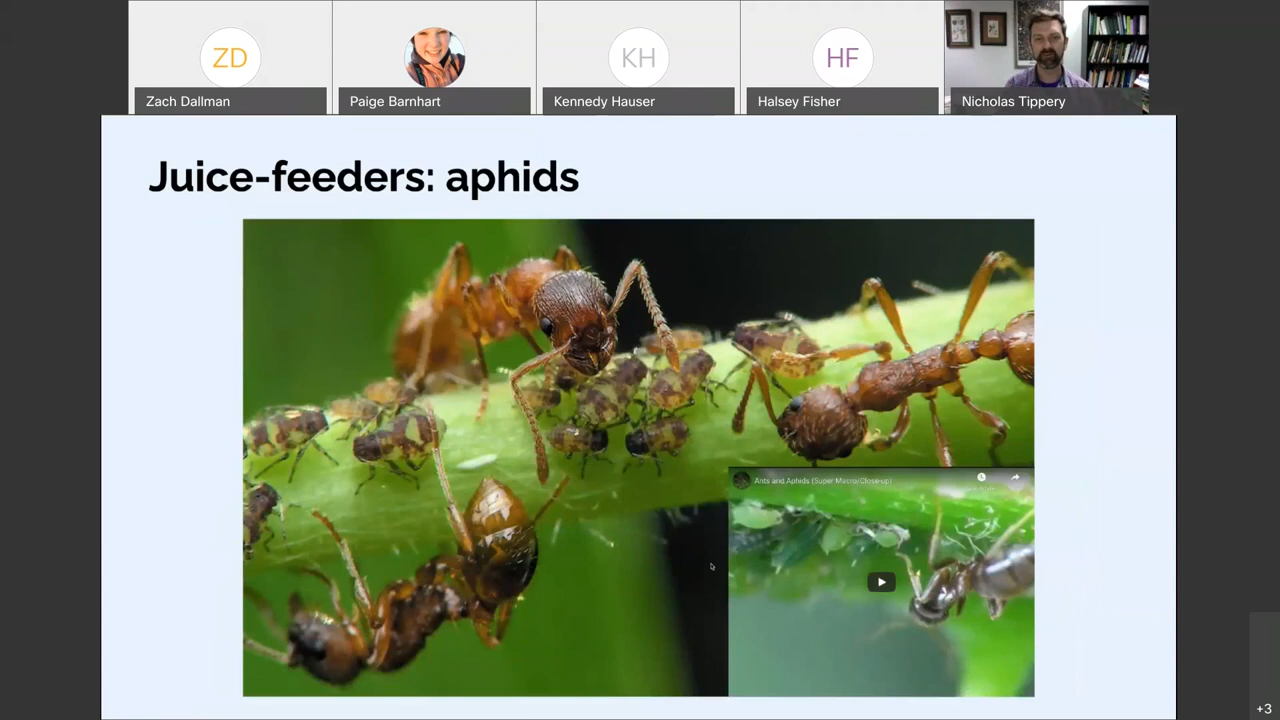 ZD
KH
HF
Zach Dallman
Paige Barnhart
Kennedy Hauser
Halsey Fisher
Nicholas Tippery
Juice-feeders: aphids
Ants and Aphids (Super Macro/Close-up)
+3